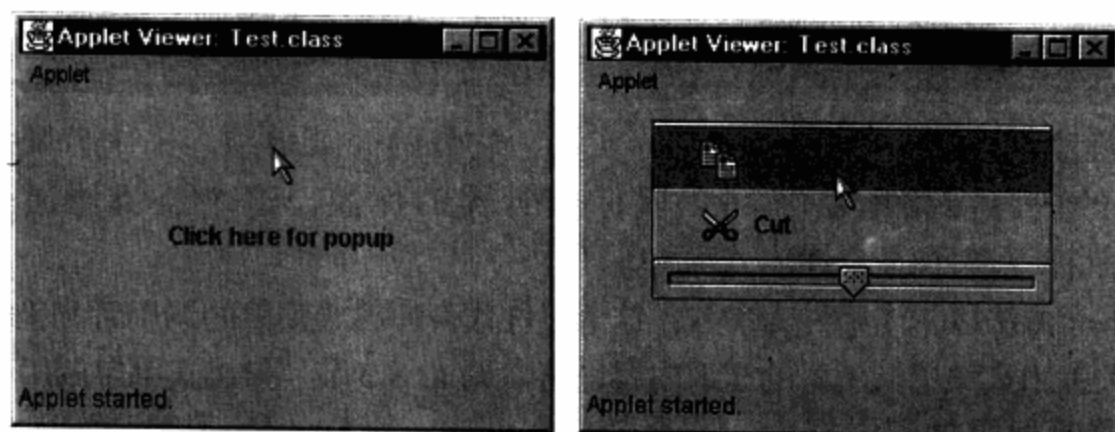 Applet Viewer: Test.class
Applet
Click here for popup
Applet started.
Applet Viewer: Test.class
Applet
Cut
Applet started.